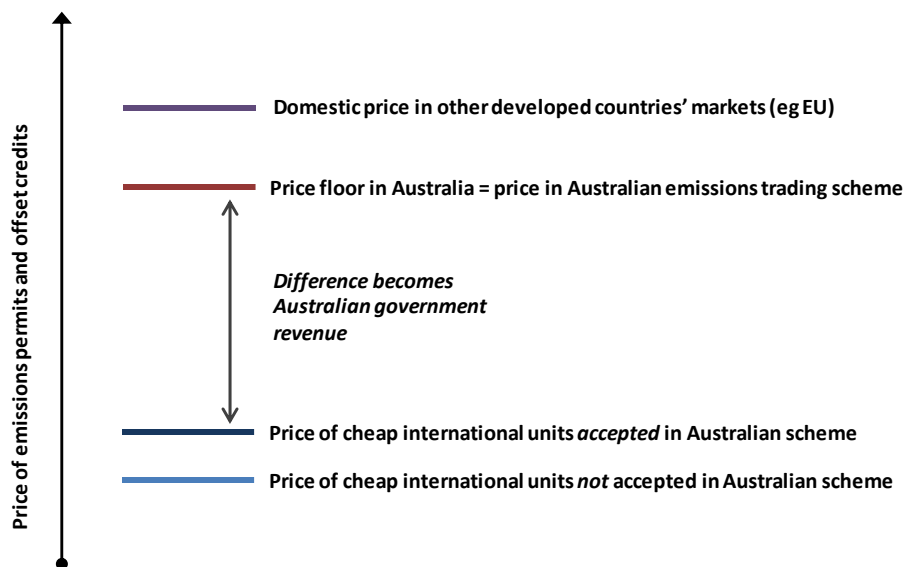 Price of emissions permits and offset credits
Domestic price in other developed countries’ markets (eg EU)
Price floor in Australia = price in Australian emissions trading scheme
Difference becomes
Australian government
revenue
Price of cheap international units accepted in Australian scheme
Price of cheap international units not accepted in Australian scheme